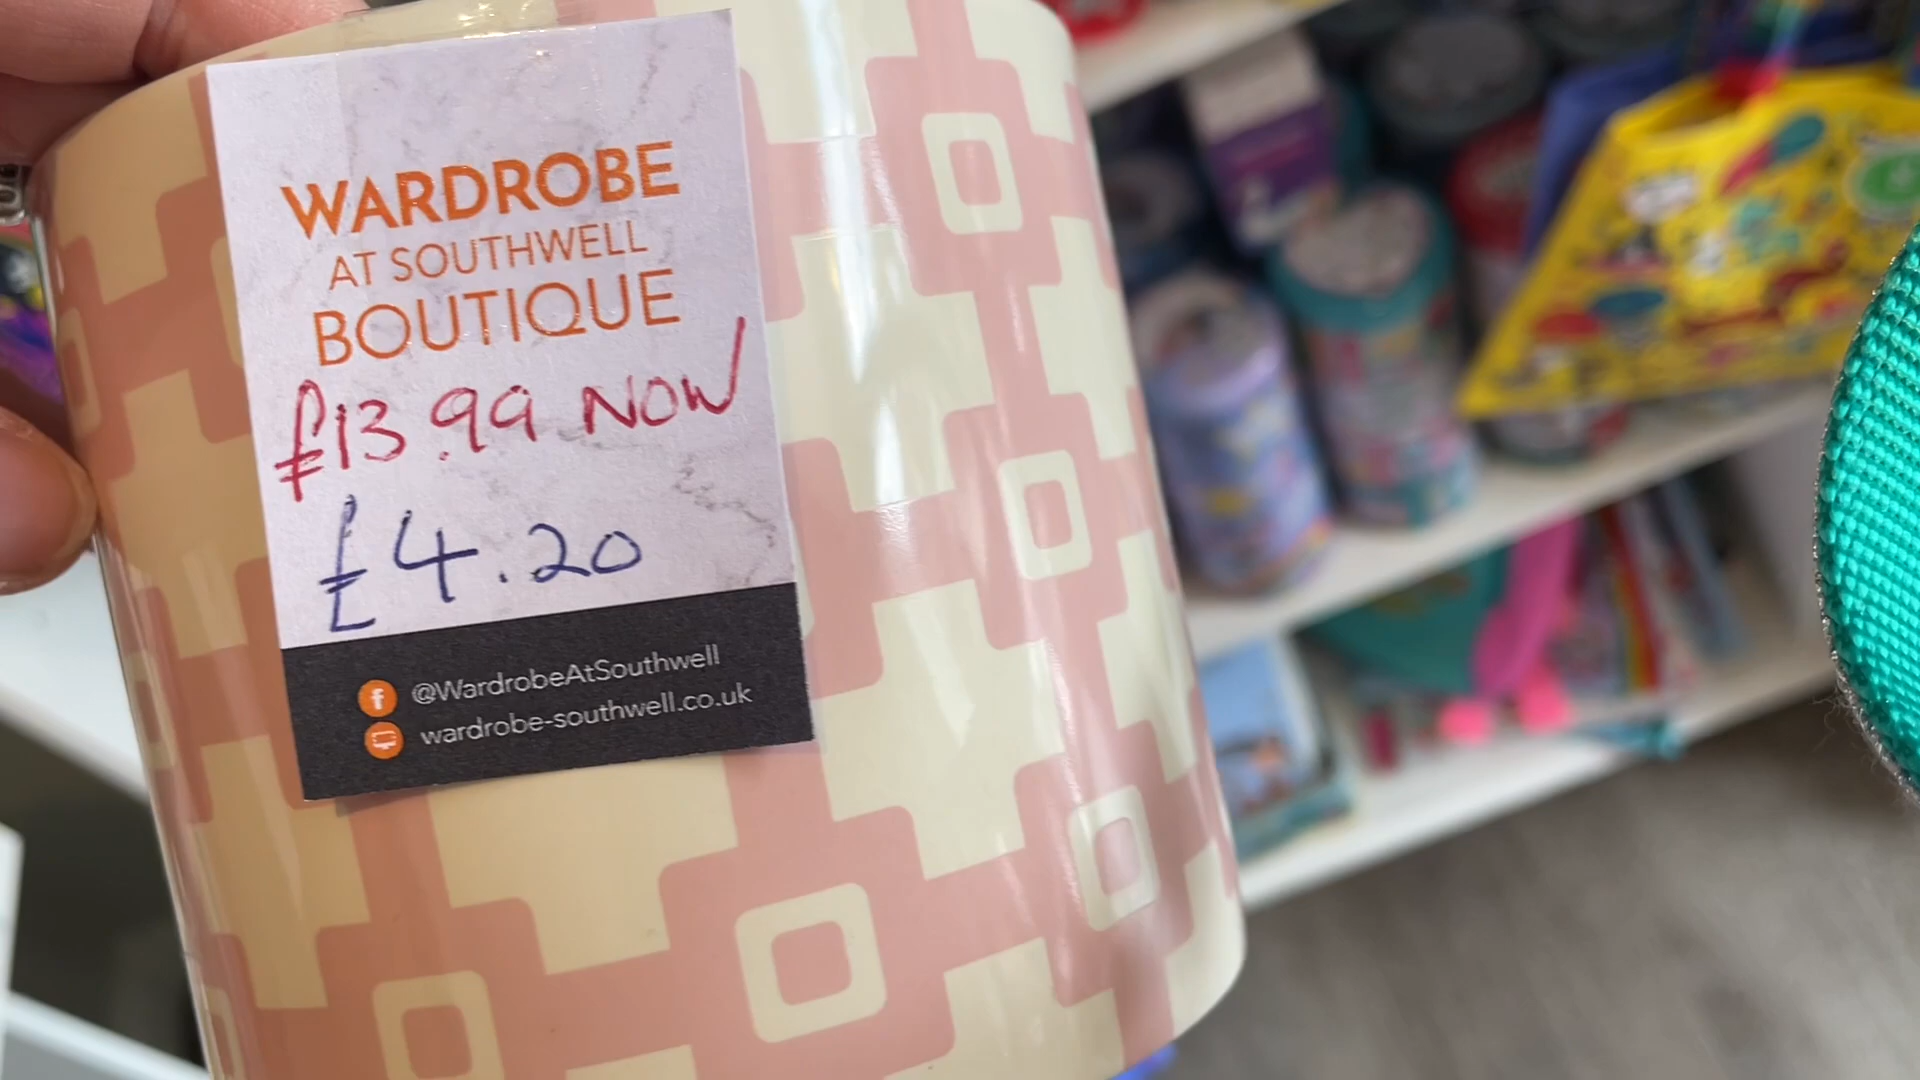 WARDROBE
AT SOUTHWELL
BOUTIQUE
£13.99 NOW
£4.20
@WardrobeAtSouthwell
wardrobe-southwell.co.uk